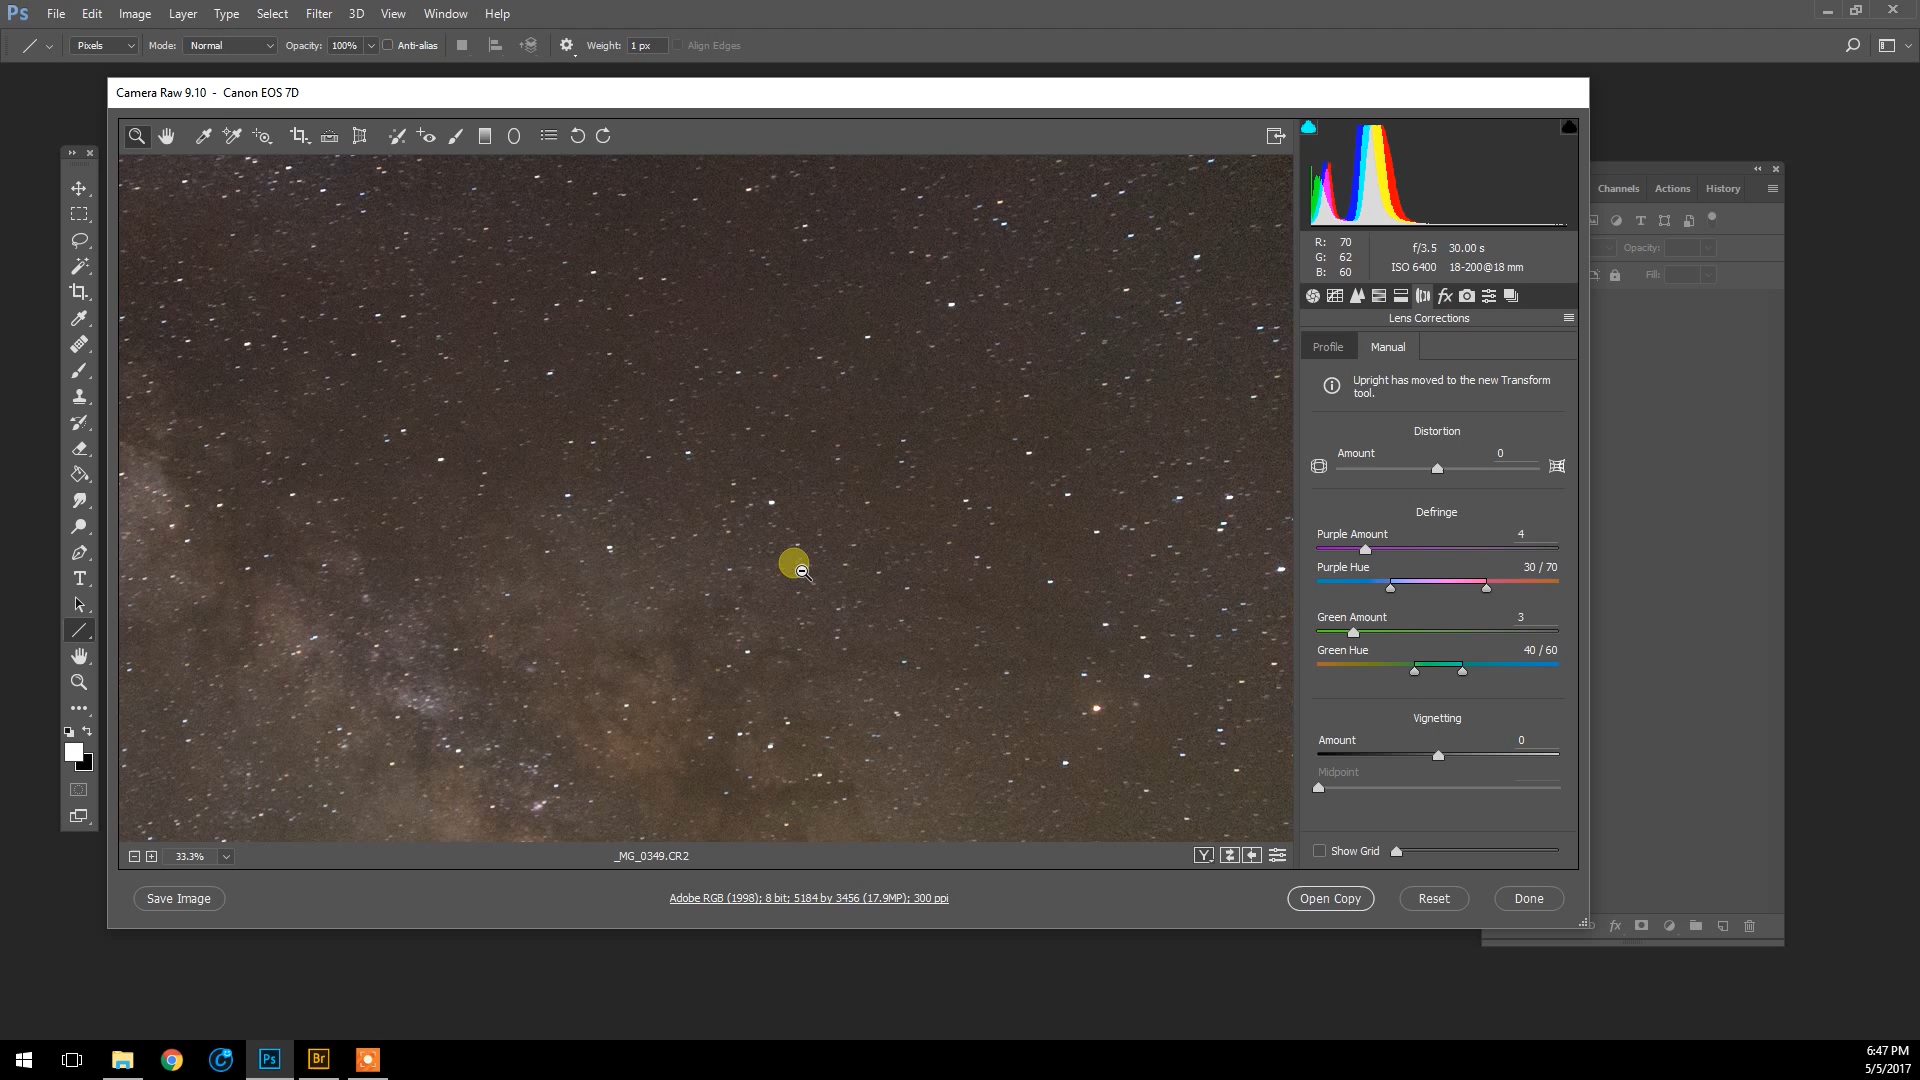 Ps File Edit Image Layer Type Select Filter 3D View Window Help
Pixels Mode: Normal Opacity: 100% Anti-alias Weight: 1 px Align Edges
Camera Raw 9.10 - Canon EOS 7D
R: 70
G: 62
B: 60
f/3.5 30.00 s
ISO 6400 18-200@18 mm
fx
Lens Corrections
Profile Manual
Upright has moved to the new Transform
tool.
Distortion
Amount 0
Defringe
Purple Amount 4
Purple Hue 30 / 70
Green Amount 3
Green Hue 40 / 60
Vignetting
Amount 0
Midpoint
Show Grid
33.3% _MG_0349.CR2 Y
Save Image Adobe RGB (1998); 8 bit; 5184 by 3456 (17.9MP); 300 ppi Open Copy Reset Done
Channels Actions History
T
Opacity:
Fill:
fx
T
Ps Br
6:47 PM
5/5/2017